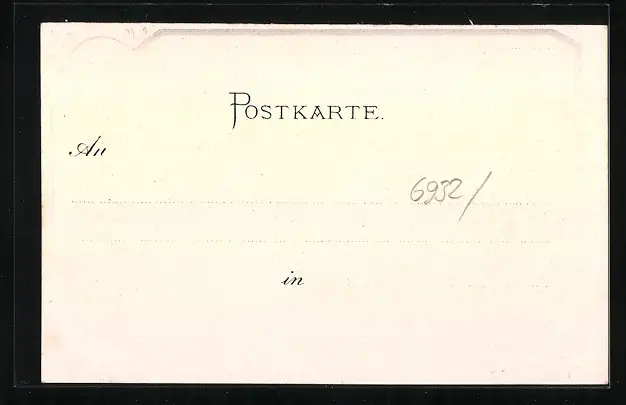 POSTKARTE.
An
6932/
in